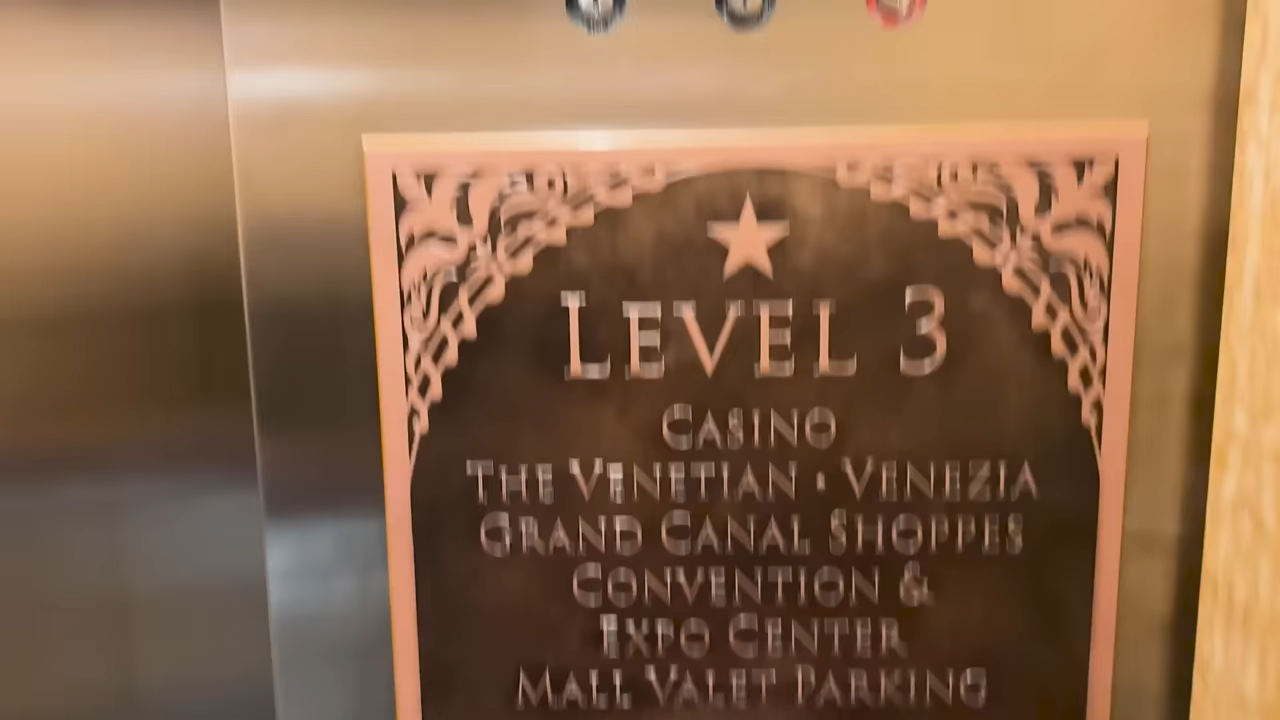 LEVEL 3
CASINO
THE VENETIAN · VENEZIA
GRAND CANAL SHOPPES
CONVENTION &
EXPO CENTER
MALL VALET PARKING